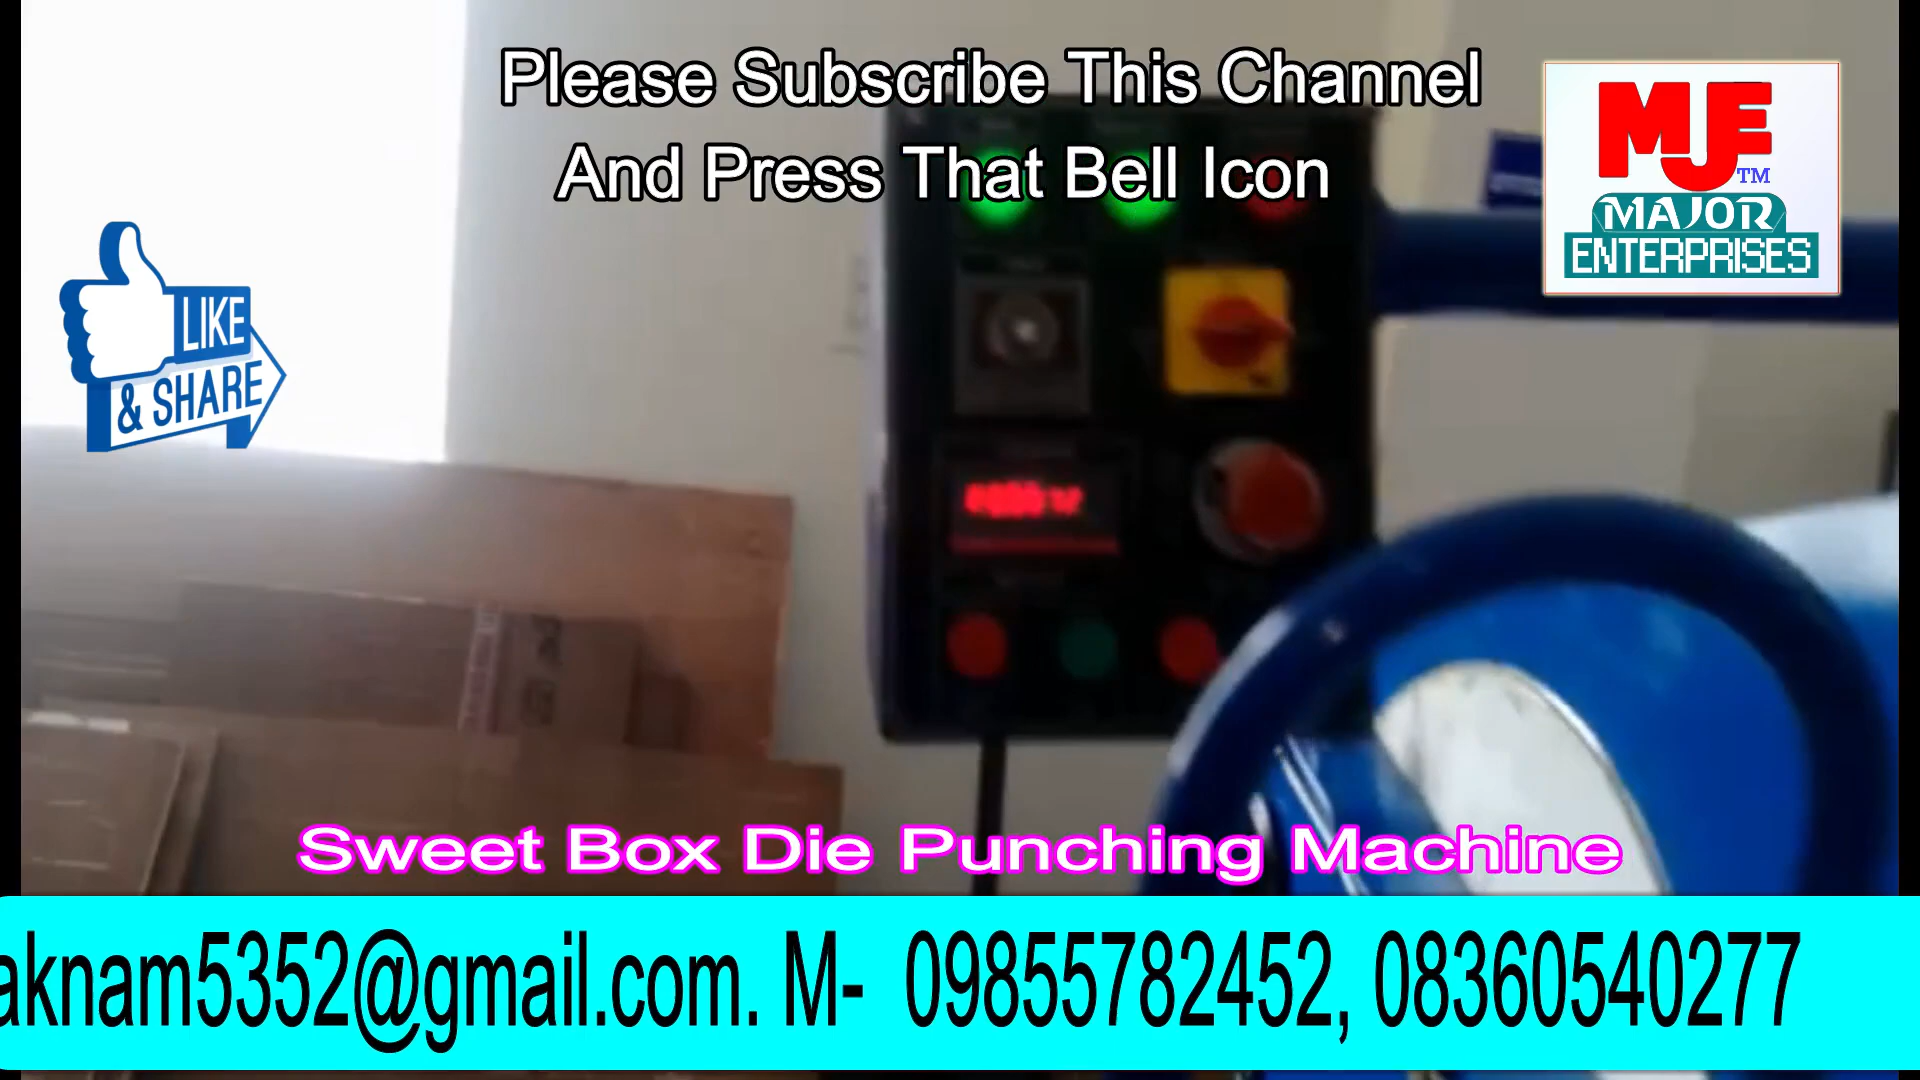 Please Subscribe This Channel
And Press That Bell Icon
MJE TM
MAJOR
ENTERPRISES
LIKE
& SHARE
Sweet Box Die Punching Machine
aknam5352@gmail.com. M- 09855782452, 08360540277